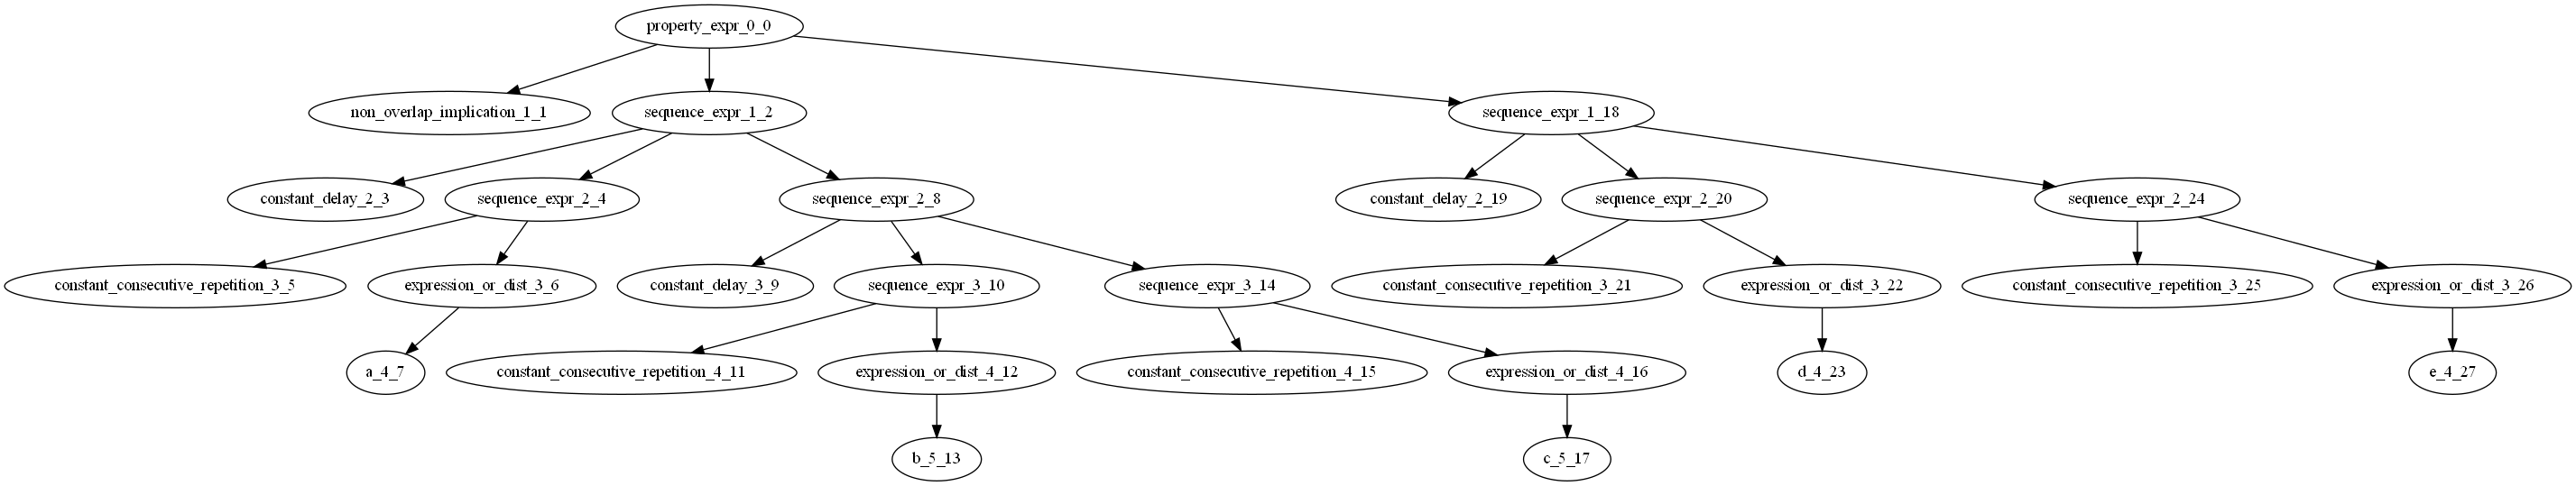 property_expr_0_0
non_overlap_implication_1_1
sequence_expr_1_2
sequence_expr_1_18
constant_delay_2_3
sequence_expr_2_4
sequence_expr_2_8
constant_delay_2_19
sequence_expr_2_20
sequence_expr_2_24
constant_consecutive_repetition_3_5
expression_or_dist_3_6
constant_delay_3_9
sequence_expr_3_10
sequence_expr_3_14
constant_consecutive_repetition_3_21
expression_or_dist_3_22
constant_consecutive_repetition_3_25
expression_or_dist_3_26
a_4_7
constant_consecutive_repetition_4_11
expression_or_dist_4_12
constant_consecutive_repetition_4_15
expression_or_dist_4_16
d_4_23
e_4_27
b_5_13
c_5_17